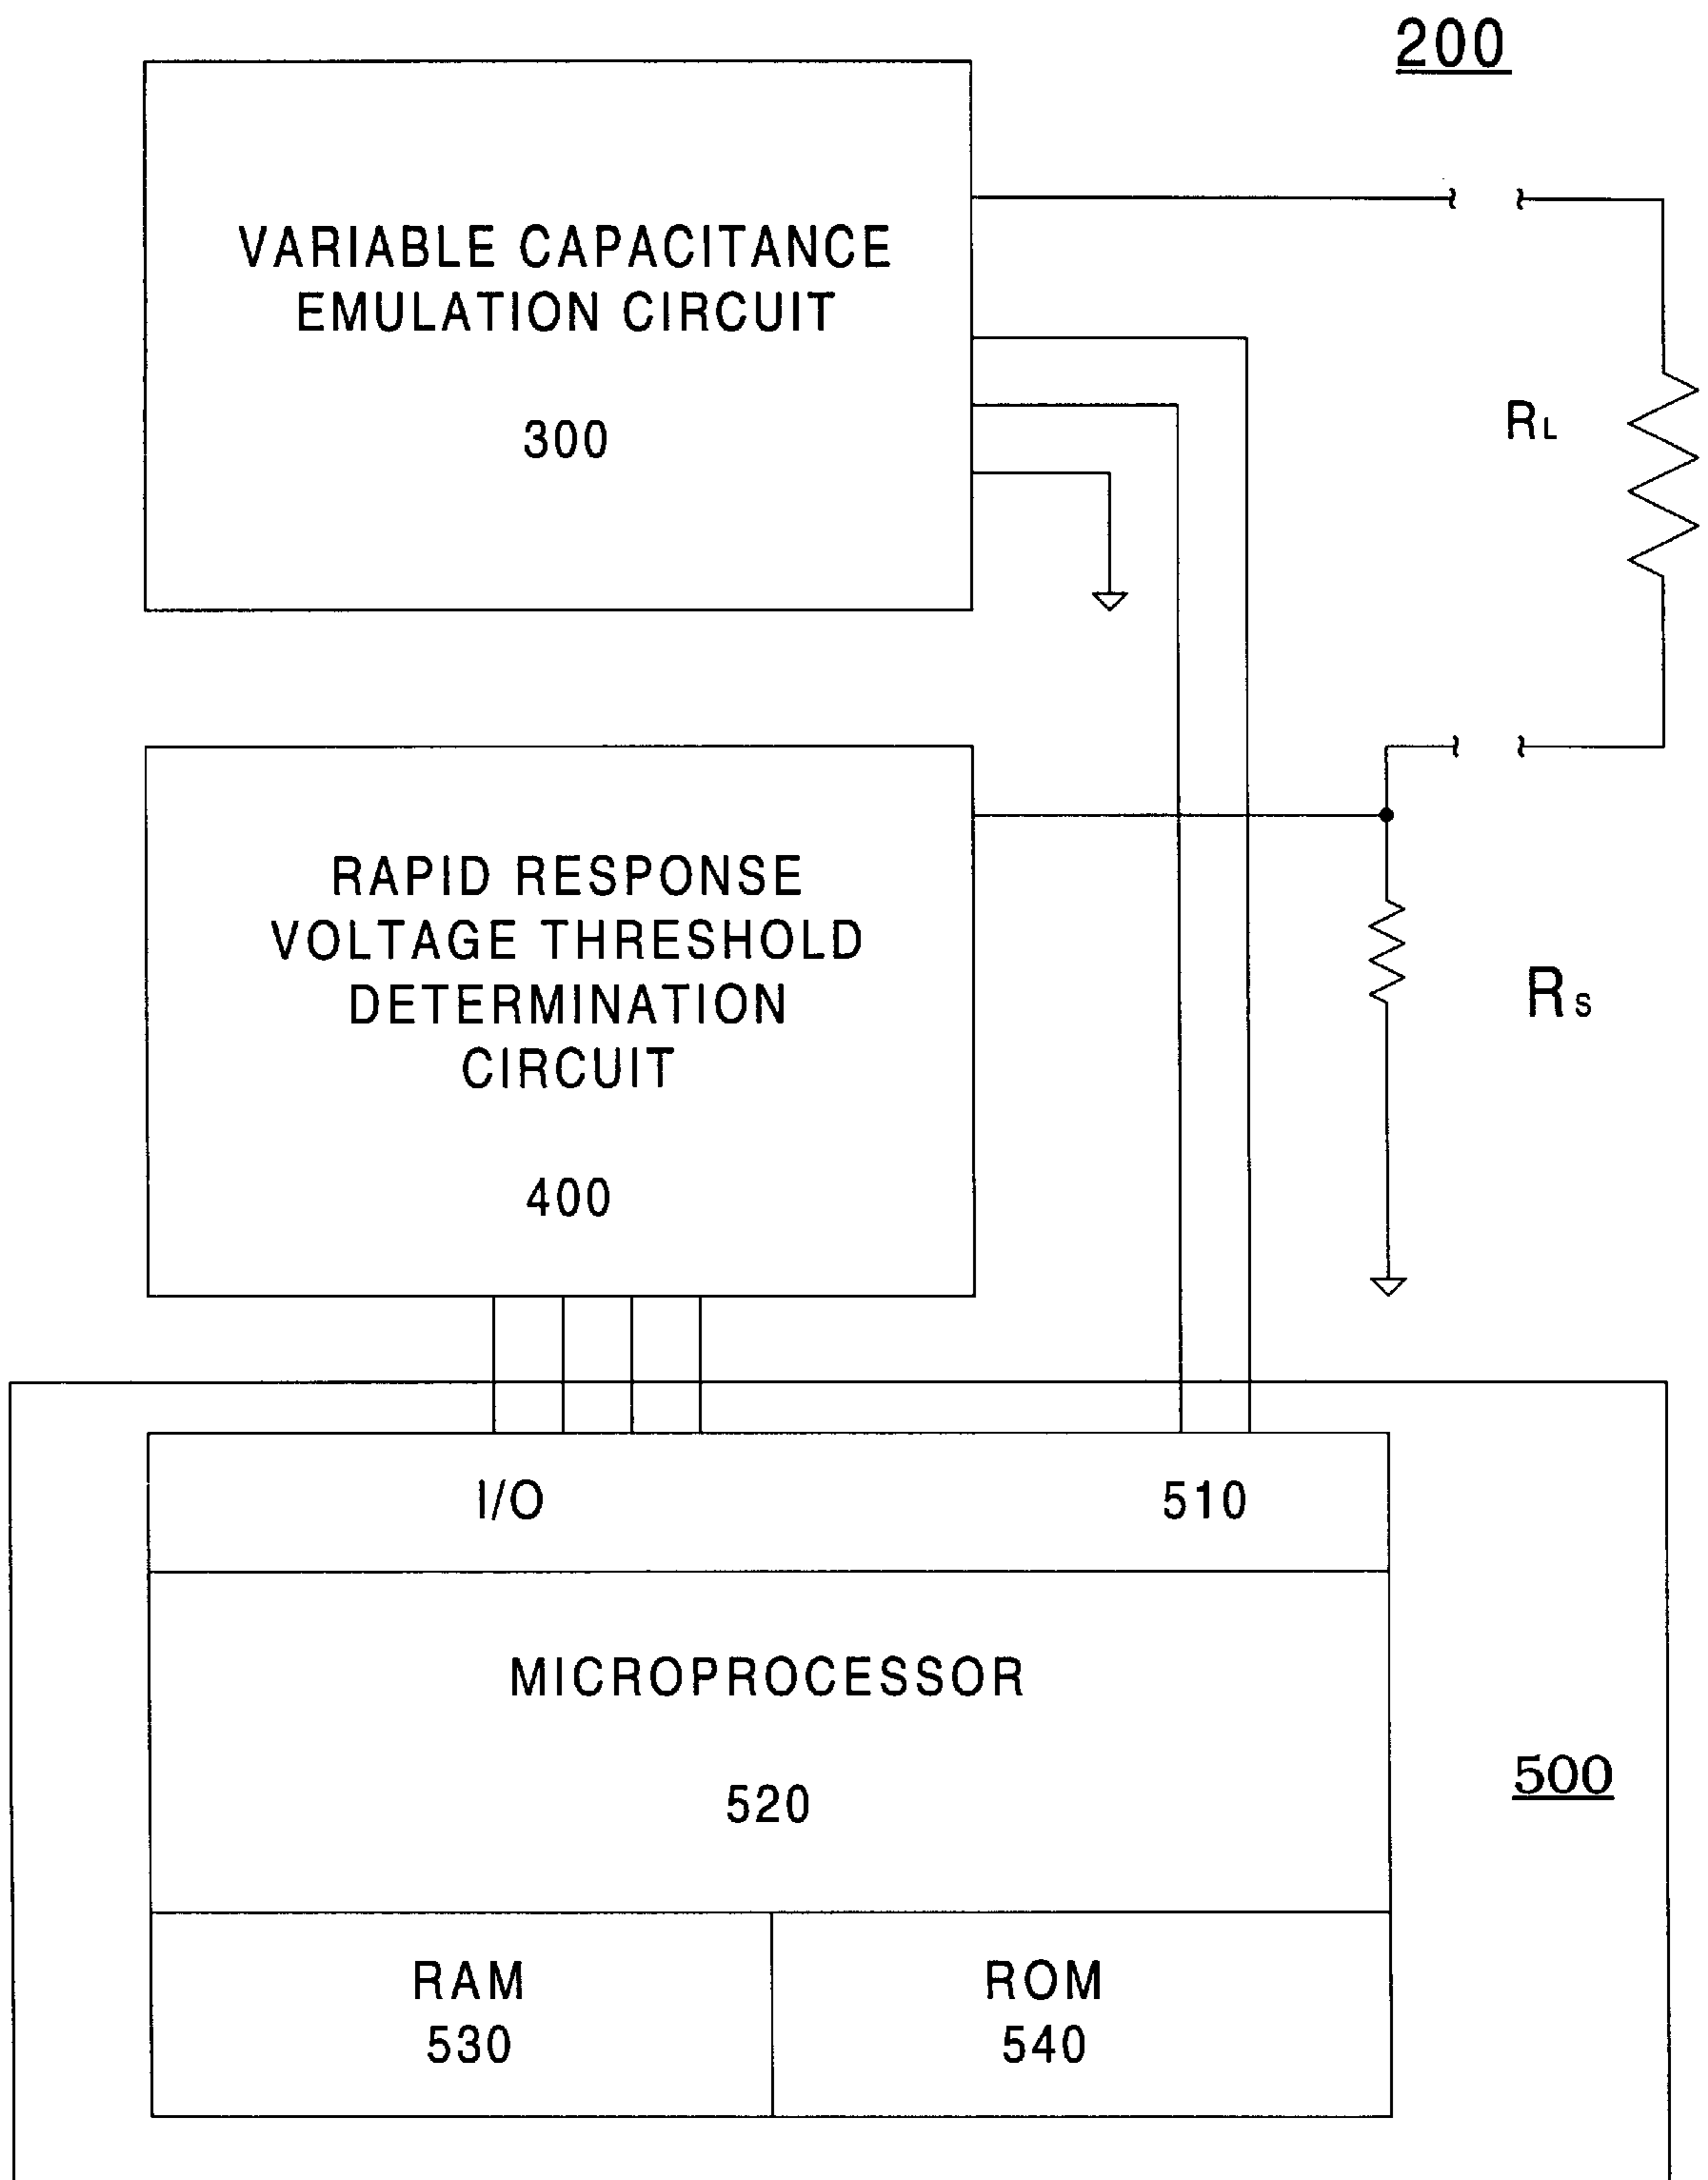 200
VARIABLE CAPACITANCE
EMULATION CIRCUIT
300
RL
RAPID RESPONSE
VOLTAGE THRESHOLD
DETERMINATION
CIRCUIT
400
RS
I/O 510
MICROPROCESSOR
520
500
RAM ROM
530 540